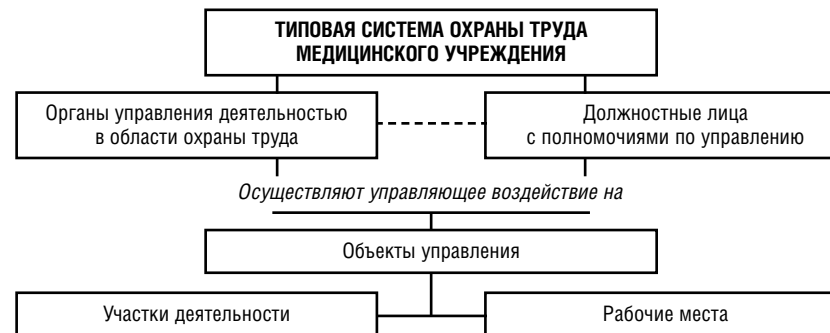 ТИПОВАЯ СИСТЕМА ОХРАНЫ ТРУДА
МЕДИЦИНСКОГО УЧРЕЖДЕНИЯ
Органы управления деятельностью
в области охраны труда
Должностные лица
с полномочиями по управлению
Осуществляют управляющее воздействие на
Объекты управления
Участки деятельности
Рабочие места